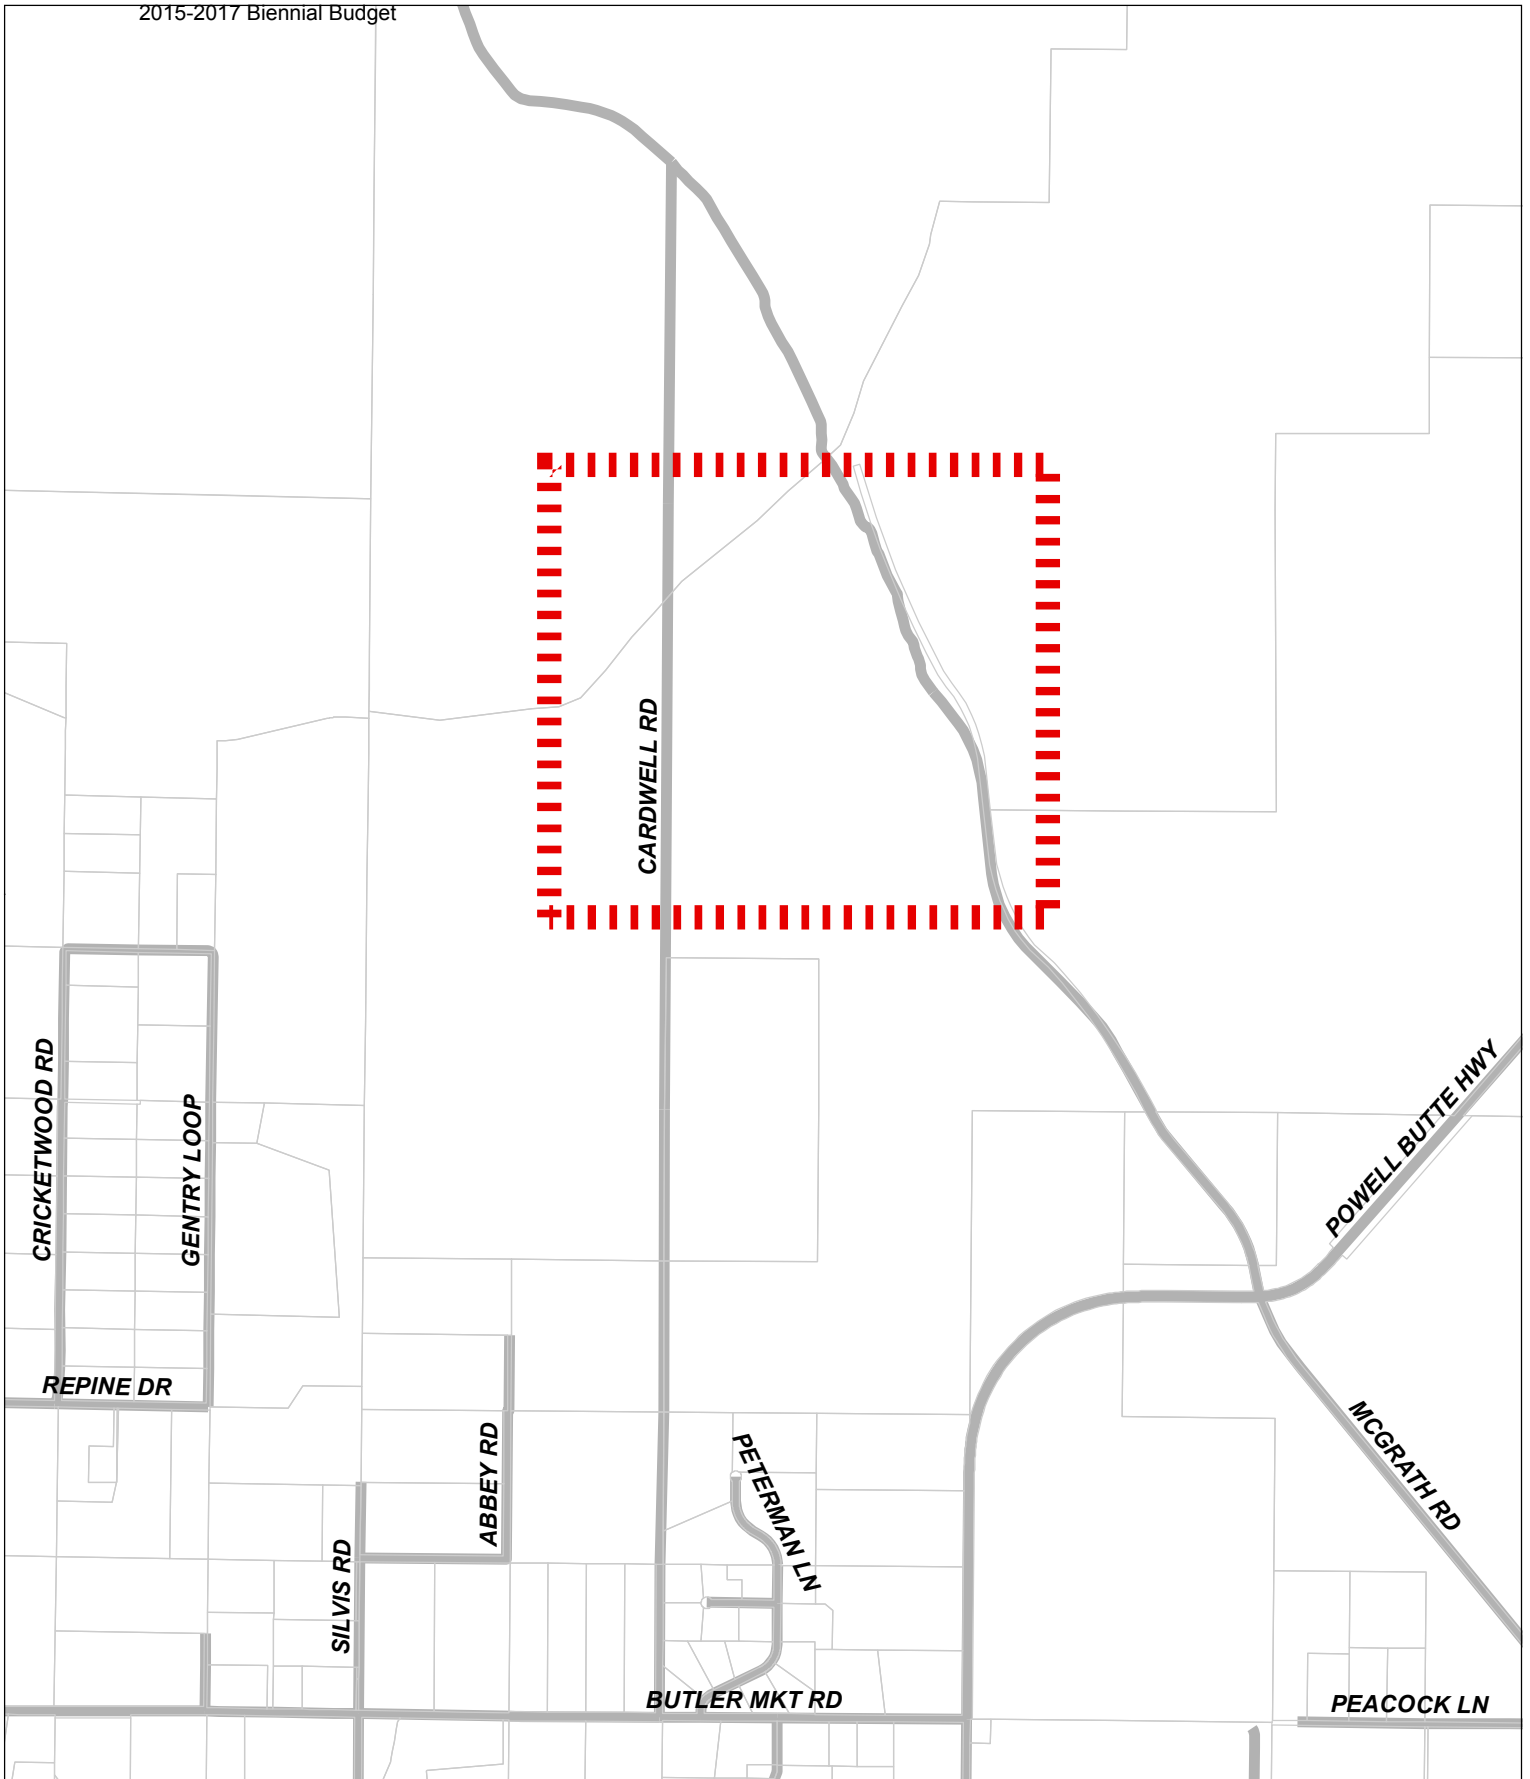 2015-2017 Biennial Budget
CARDWELL RD
CRICKETWOOD RD
GENTRY LOOP
POWELL BUTTE HWY
REPINE DR
ABBEY RD
PETERMAN LN
MCGRATH RD
SILVIS RD
BUTLER MKT RD
PEACOCK LN